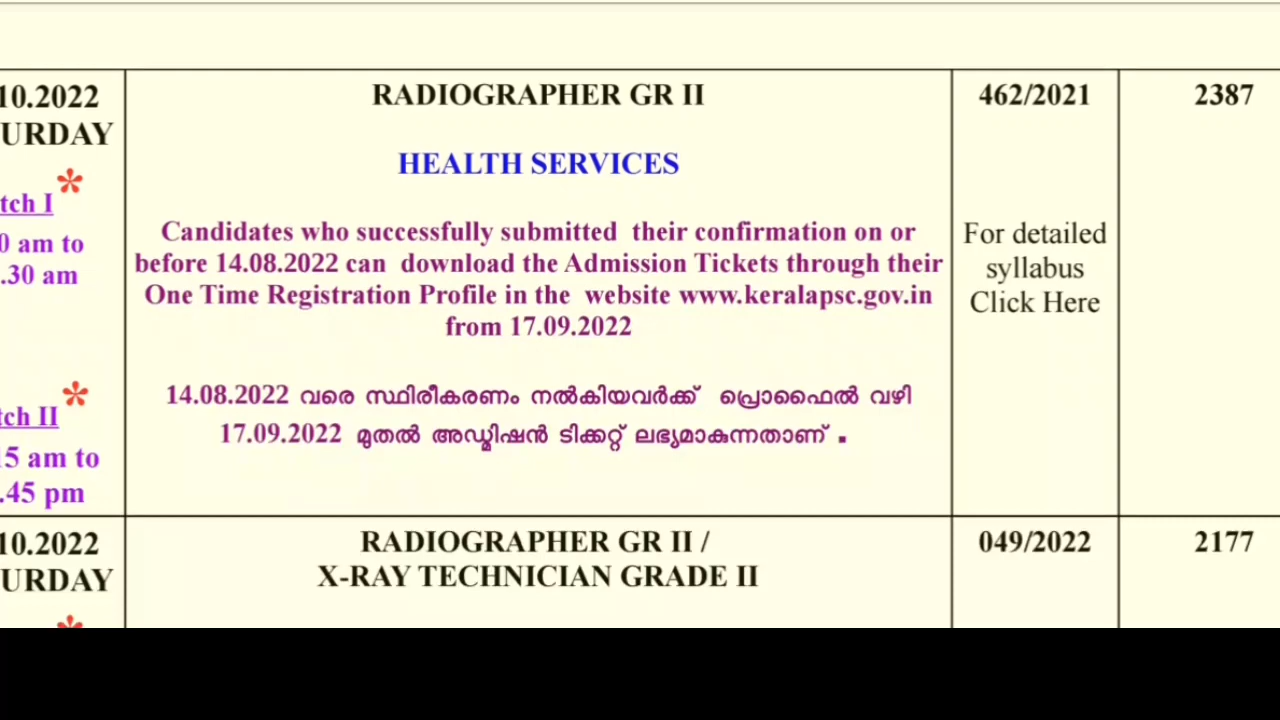 10.2022
URDAY
tch I
0 am to
.30 am
tch II
15 am to
.45 pm
RADIOGRAPHER GR II
HEALTH SERVICES
Candidates who successfully submitted their confirmation on or
before 14.08.2022 can download the Admission Tickets through their
One Time Registration Profile in the website www.keralapsc.gov.in
from 17.09.2022
14.08.2022 വരെ സ്ഥിരീകരണം നൽകിയവർക്ക് പ്രൊഫൈൽ വഴി
17.09.2022 മുതൽ അഡ്മിഷൻ ടിക്കറ്റ് ലഭ്യമാകുന്നതാണ് .
462/2021
For detailed
syllabus
Click Here
2387
10.2022
URDAY
RADIOGRAPHER GR II /
X-RAY TECHNICIAN GRADE II
049/2022
2177